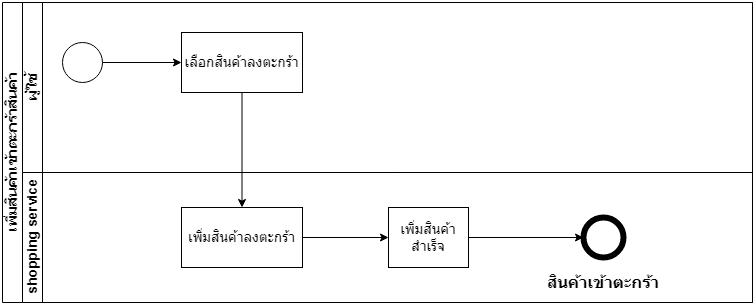 เพิ่มสินค้าเข้าตะกร้าสินค้า
ผู้ใช้
เลือกสินค้าลงตะกร้า
shopping service
เพิ่มสินค้าลงตะกร้า
เพิ่มสินค้า
สำเร็จ
สินค้าเข้าตะกร้า